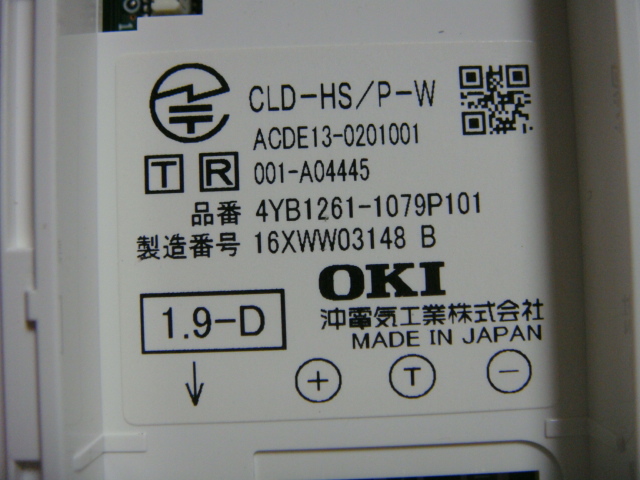 CLD-HS/P-W
ACDE13-0201001
T R 001-A04445
品番 4YB1261-1079P101
製造番号 16XWW03148 B
OKI
1.9-D
沖電気工業株式会社
MADE IN JAPAN
↓ + T −